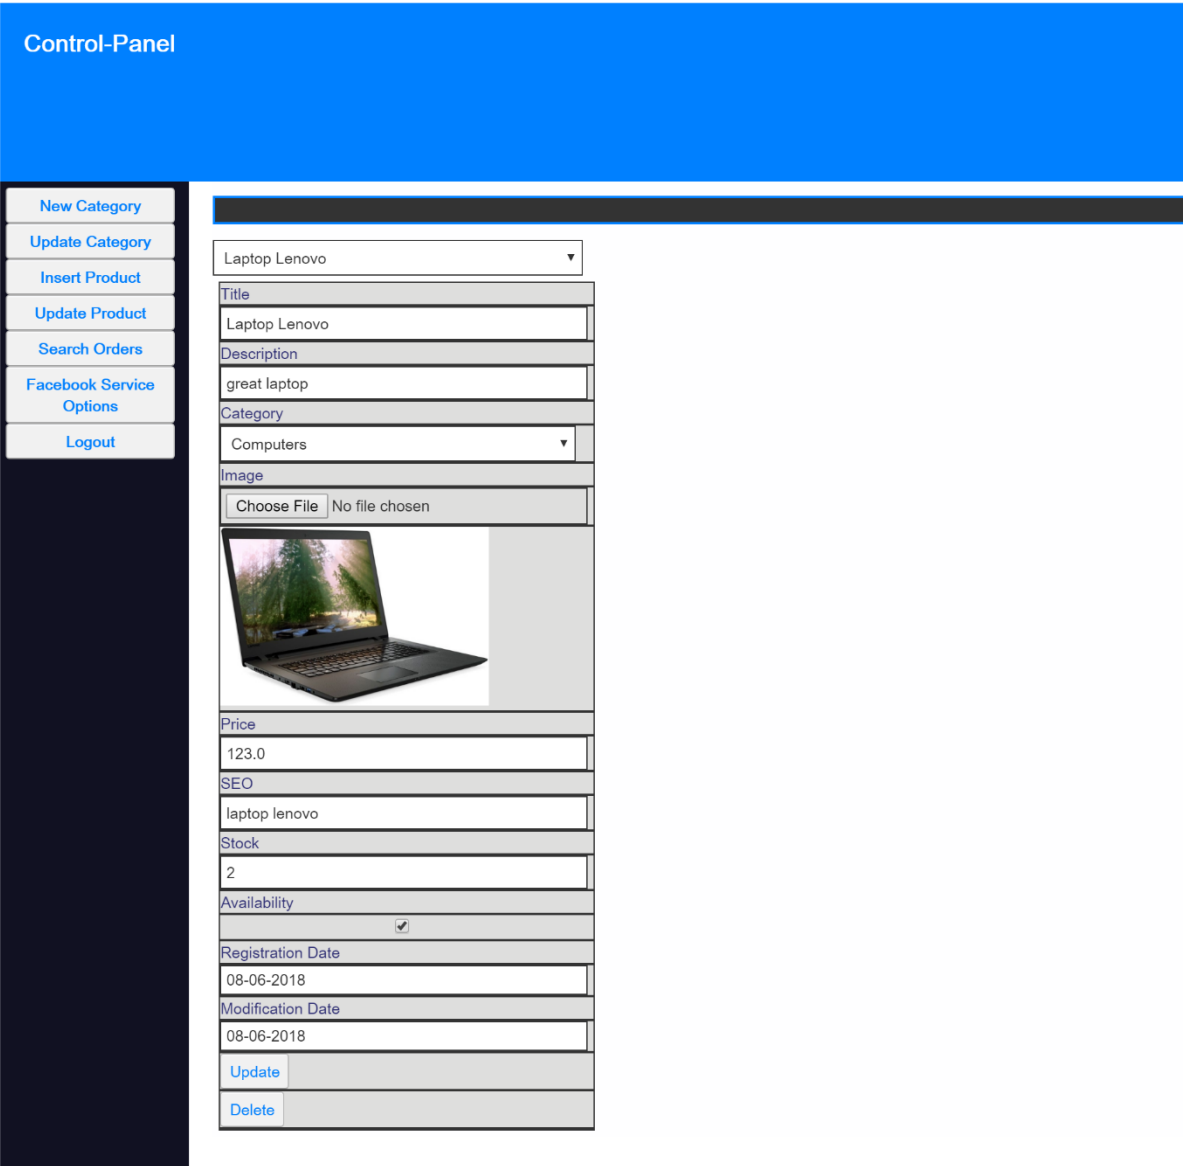 Control-Panel
New Category
Update Category
Insert Product
Update Product
Search Orders
Facebook Service
Options
Logout
Laptop Lenovo
Title
Laptop Lenovo
Description
great laptop
Category
Computers
Image
Choose File No file chosen
Price
123.0
SEO
laptop lenovo
Stock
2
Availability
Registration Date
08-06-2018
Modification Date
08-06-2018
Update
Delete